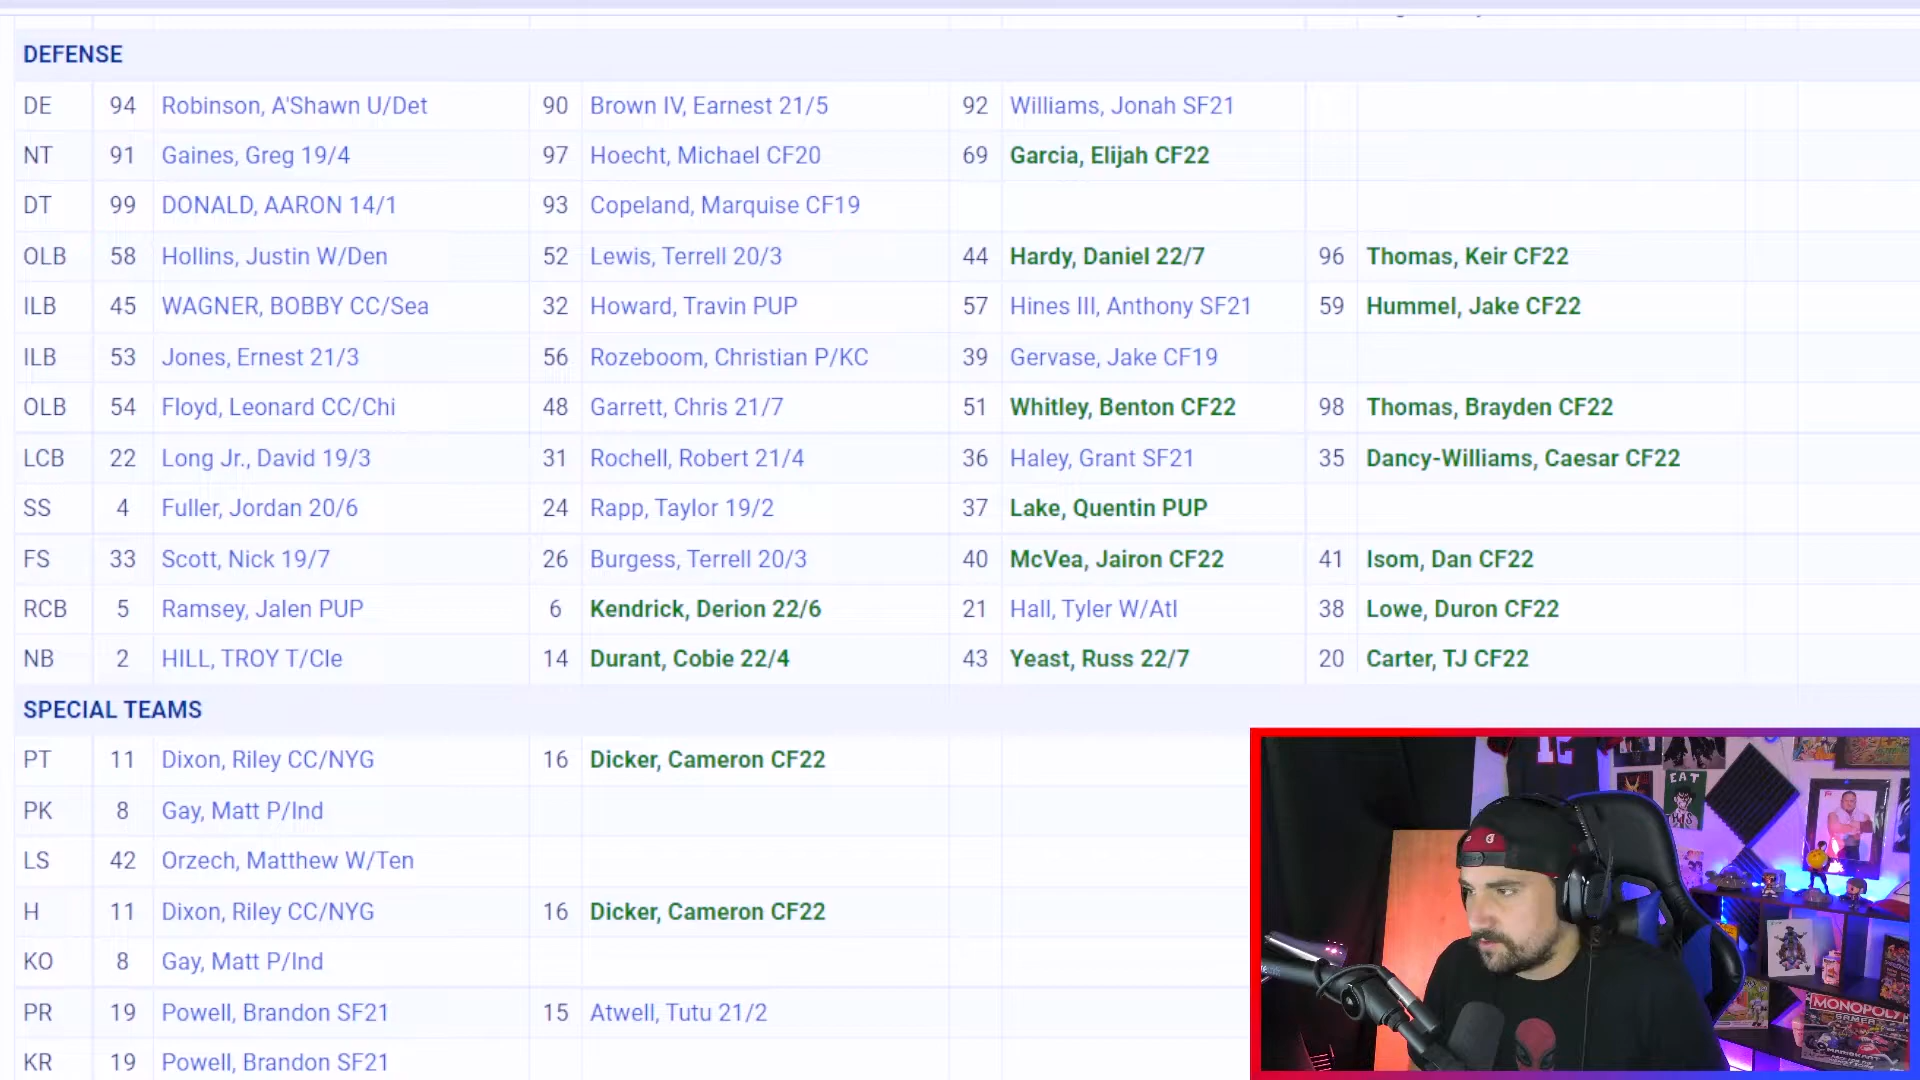 DEFENSE
DE 94 Robinson, A'Shawn U/Det 90 Brown IV, Earnest 21/5 92 Williams, Jonah SF21
NT 91 Gaines, Greg 19/4 97 Hoecht, Michael CF20 69 Garcia, Elijah CF22
DT 99 DONALD, AARON 14/1 93 Copeland, Marquise CF19
OLB 58 Hollins, Justin W/Den 52 Lewis, Terrell 20/3 44 Hardy, Daniel 22/7 96 Thomas, Keir CF22
ILB 45 WAGNER, BOBBY CC/Sea 32 Howard, Travin PUP 57 Hines III, Anthony SF21 59 Hummel, Jake CF22
ILB 53 Jones, Ernest 21/3 56 Rozeboom, Christian P/KC 39 Gervase, Jake CF19
OLB 54 Floyd, Leonard CC/Chi 48 Garrett, Chris 21/7 51 Whitley, Benton CF22 98 Thomas, Brayden CF22
LCB 22 Long Jr., David 19/3 31 Rochell, Robert 21/4 36 Haley, Grant SF21 35 Dancy-Williams, Caesar CF22
SS 4 Fuller, Jordan 20/6 24 Rapp, Taylor 19/2 37 Lake, Quentin PUP
FS 33 Scott, Nick 19/7 26 Burgess, Terrell 20/3 40 McVea, Jairon CF22 41 Isom, Dan CF22
RCB 5 Ramsey, Jalen PUP 6 Kendrick, Derion 22/6 21 Hall, Tyler W/Atl 38 Lowe, Duron CF22
NB 2 HILL, TROY T/Cle 14 Durant, Cobie 22/4 43 Yeast, Russ 22/7 20 Carter, TJ CF22
SPECIAL TEAMS
PT 11 Dixon, Riley CC/NYG 16 Dicker, Cameron CF22
PK 8 Gay, Matt P/Ind
LS 42 Orzech, Matthew W/Ten
H 11 Dixon, Riley CC/NYG 16 Dicker, Cameron CF22
KO 8 Gay, Matt P/Ind
PR 19 Powell, Brandon SF21 15 Atwell, Tutu 21/2
KR 19 Powell, Brandon SF21
12
EAT
MONOPOLY
GAMER
MARIOKART